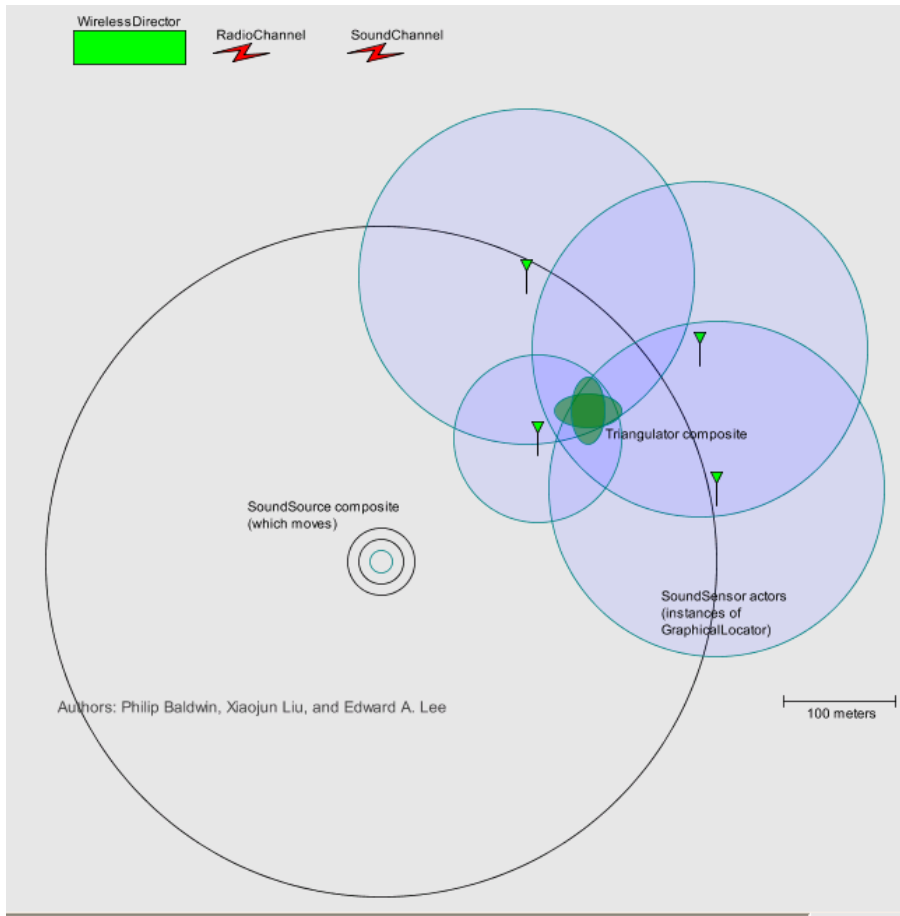 WirelessDirector
RadioChannel
SoundChannel
Triangulator composite
SoundSource composite
(which moves)
SoundSensor actors
(instances of
GraphicalLocator)
Authors: Philip Baldwin, Xiaojun Liu, and Edward A. Lee
100 meters